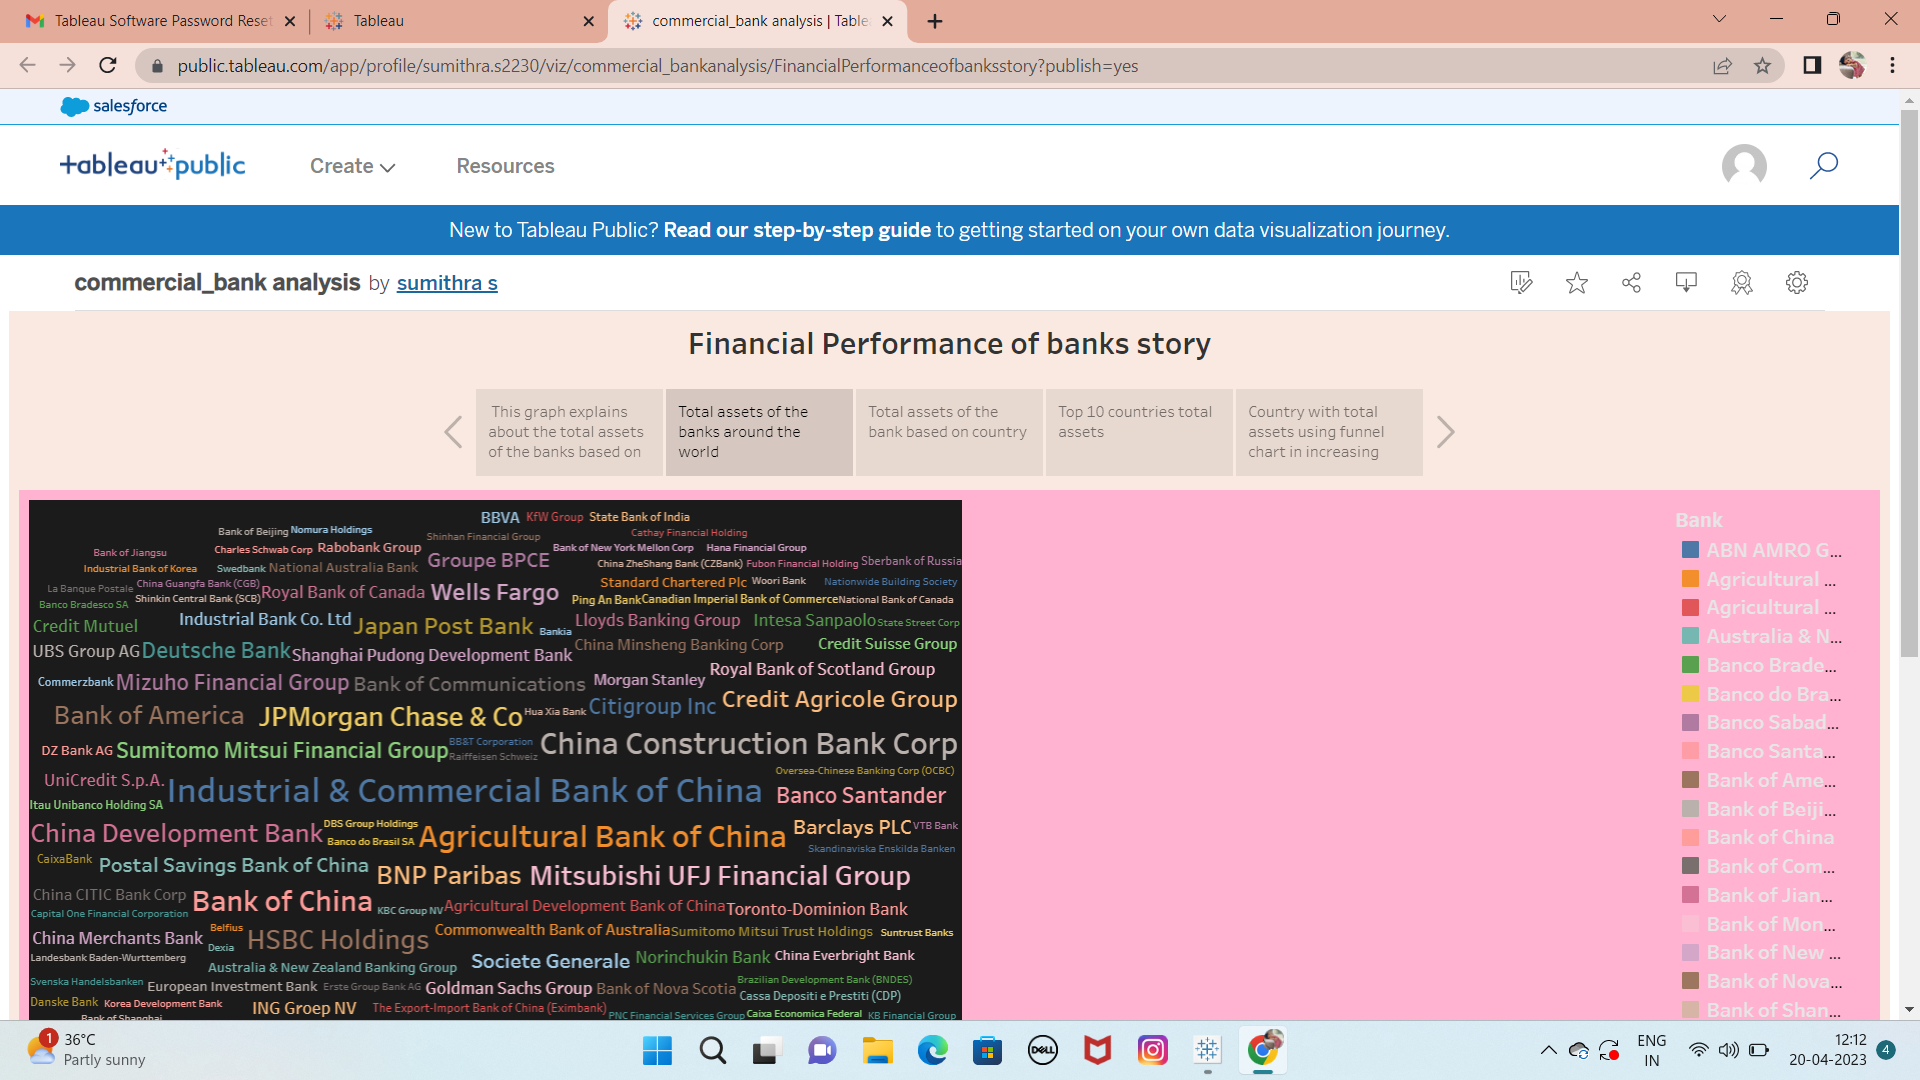 Tableau Software Password Reset
Tableau
commercial_bank analysis | Table
public.tableau.com/app/profile/sumithra.s2230/viz/commercial_bankanalysis/FinancialPerformanceofbanksstory?publish=yes
salesforce
tableau public
Create
Resources
New to Tableau Public? Read our step-by-step guide to getting started on your own data visualization journey.
commercial_bank analysis by sumithra s
Financial Performance of banks story
This graph explains
about the total assets
of the banks based on
Total assets of the
banks around the
world
Total assets of the
bank based on country
Top 10 countries total
assets
Country with total
assets using funnel
chart in increasing
BBVA KfW Group State Bank of India
Bank of Beijing Nomura Holdings Shinhan Financial Group Cathay Financial Holding
Bank of Jiangsu Charles Schwab Corp Rabobank Group Groupe BPCE Bank of New York Mellon Corp Hana Financial Group
Industrial Bank of Korea Swedbank National Australia Bank China ZheShang Bank (CZBank) Fubon Financial Holding Sberbank of Russia
La Banque Postale China Guangfa Bank (CGB) Royal Bank of Canada Wells Fargo Standard Chartered Plc Woori Bank Nationwide Building Society
Banco Bradesco SA Shinkin Central Bank (SCB) Ping An Bank Canadian Imperial Bank of Commerce National Bank of Canada
Credit Mutuel Industrial Bank Co. Ltd Japan Post Bank Bankia Lloyds Banking Group Intesa Sanpaolo State Street Corp
UBS Group AG Deutsche Bank Shanghai Pudong Development Bank China Minsheng Banking Corp Credit Suisse Group
Commerzbank Mizuho Financial Group Bank of Communications Morgan Stanley Royal Bank of Scotland Group
Bank of America JPMorgan Chase & Co Hua Xia Bank Citigroup Inc Credit Agricole Group
DZ Bank AG Sumitomo Mitsui Financial Group BB&T Corporation Raiffeisen Schweiz China Construction Bank Corp
UniCredit S.p.A. Industrial & Commercial Bank of China Oversea-Chinese Banking Corp (OCBC)
Itau Unibanco Holding SA Banco Santander
China Development Bank DBS Group Holdings Banco do Brasil SA Agricultural Bank of China Barclays PLC VTB Bank
CaixaBank Postal Savings Bank of China Skandinaviska Enskilda Banken
BNP Paribas Mitsubishi UFJ Financial Group
China CITIC Bank Corp Bank of China KBC Group NV Agricultural Development Bank of China Toronto-Dominion Bank
Capital One Financial Corporation
China Merchants Bank Belfius Dexia HSBC Holdings Commonwealth Bank of Australia Sumitomo Mitsui Trust Holdings Suntrust Banks
Landesbank Baden-Wurttemberg Australia & New Zealand Banking Group Societe Generale Norinchukin Bank China Everbright Bank
Svenska Handelsbanken European Investment Bank Erste Group Bank AG Goldman Sachs Group Bank of Nova Scotia Brazilian Development Bank (BNDES)
Danske Bank Korea Development Bank ING Groep NV The Export-Import Bank of China (Eximbank) Cassa Depositi e Prestiti (CDP)
Bank of Shanghai PNC Financial Services Group Caixa Economica Federal KB Financial Group
Bank
ABN AMRO G...
Agricultural ...
Agricultural ...
Australia & N...
Banco Brade...
Banco do Bra...
Banco Sabad...
Banco Santa...
Bank of Ame...
Bank of Beiji...
Bank of China
Bank of Com...
Bank of Jian...
Bank of Mon...
Bank of New ...
Bank of Nova...
Bank of Shan...
1
36°C
Partly sunny
DELL
ENG
IN
12:12
20-04-2023
4